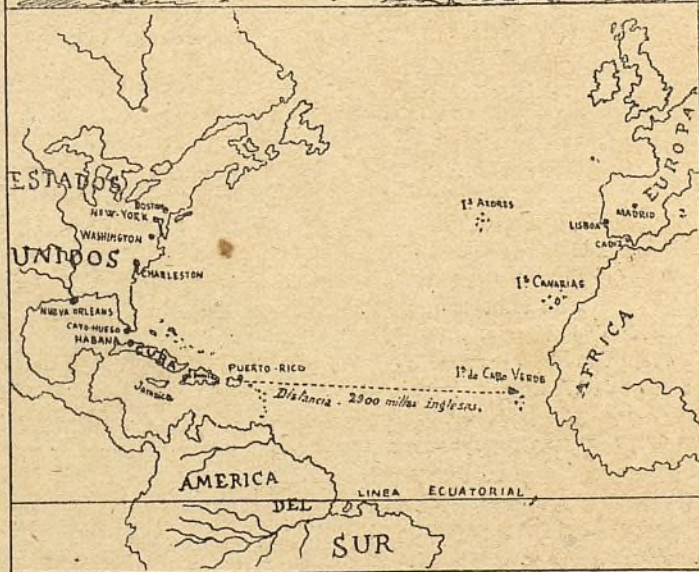 ESTADOS
UNIDOS
BOSTON
NEW-YORK
WASHINGTON
CHARLESTON
NUEVA ORLEANS
CAYO-HUESO
HABANA
CUBA
Jamaica
PUERTO-RICO
Distancia - 2900 millas inglesas.
Iˢ AZORES
Iˢ CANARIAS
Iˢ de CABO VERDE
EUROPA
MADRID
LISBOA
CADIZ
AFRICA
AMERICA
DEL
SUR
LINEA ECUATORIAL